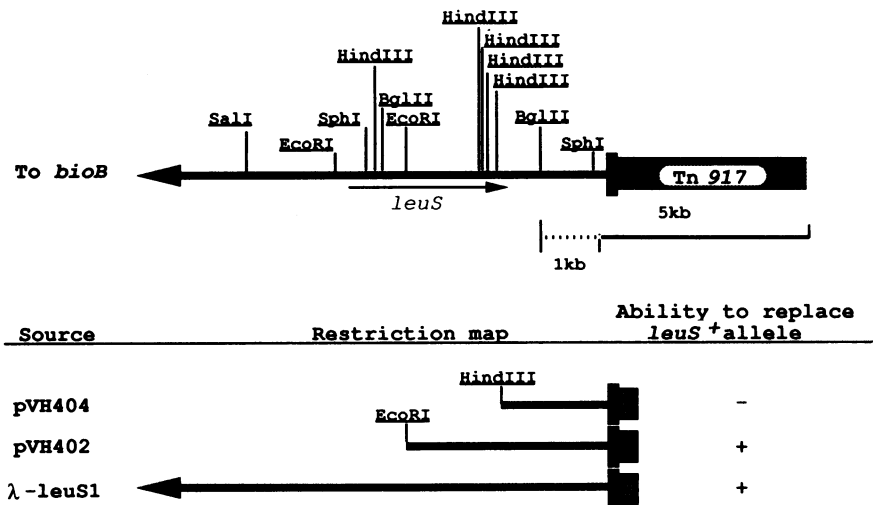 HindIII
HindIII
HindIII
HindIII
HindIII
BglII
SalI
SphI
EcoRI
BglII
EcoRI
SphI
To bioB
Tn 917
leuS
5kb
1kb
Source
Restriction map
Ability to replace
leuS + allele
HindIII
pVH404
-
EcoRI
pVH402
+
λ-leuS1
+